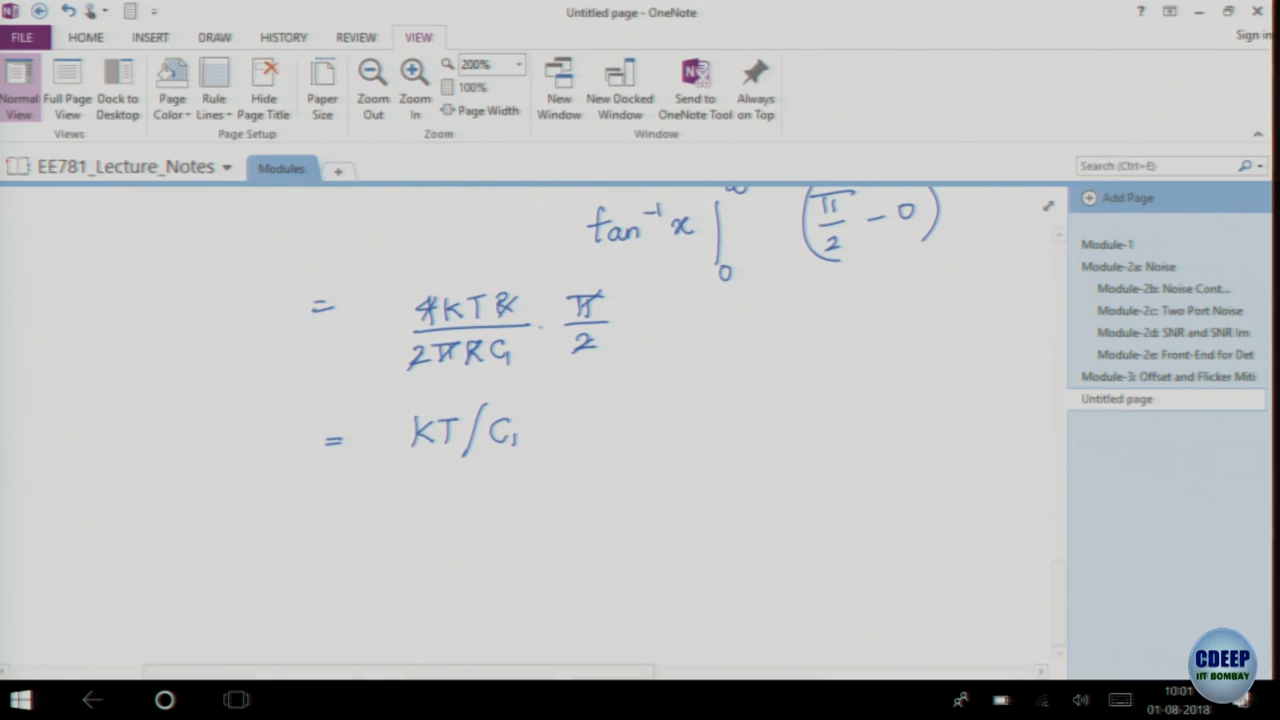 Untitled page - OneNote
?
FILE HOME INSERT DRAW HISTORY REVIEW VIEW
Sign in
Normal View
Full Page View
Dock to Desktop
Views
Page Color
Rule Lines
Hide Page Title
Page Setup
Paper Size
Zoom Out
Zoom In
200%
100%
Page Width
Zoom
New Window
New Docked Window
Send to OneNote Tool
Always on Top
Window
EE781_Lecture_Notes
Modules
+
Search (Ctrl+E)
Add Page
Module-1
Module-2a: Noise
Module-2b: Noise Cont...
Module-2c: Two Port Noise
Module-2d: SNR and SNR Im
Module-2e: Front-End for Det
Module-3: Offset and Flicker Miti
Untitled page
tan⁻¹ x |₀^∞ (π/2 - 0)
= 4KTR/2πRC₁ · π/2
= KT/C₁
CDEEP
IIT BOMBAY
10:01
01-08-2018